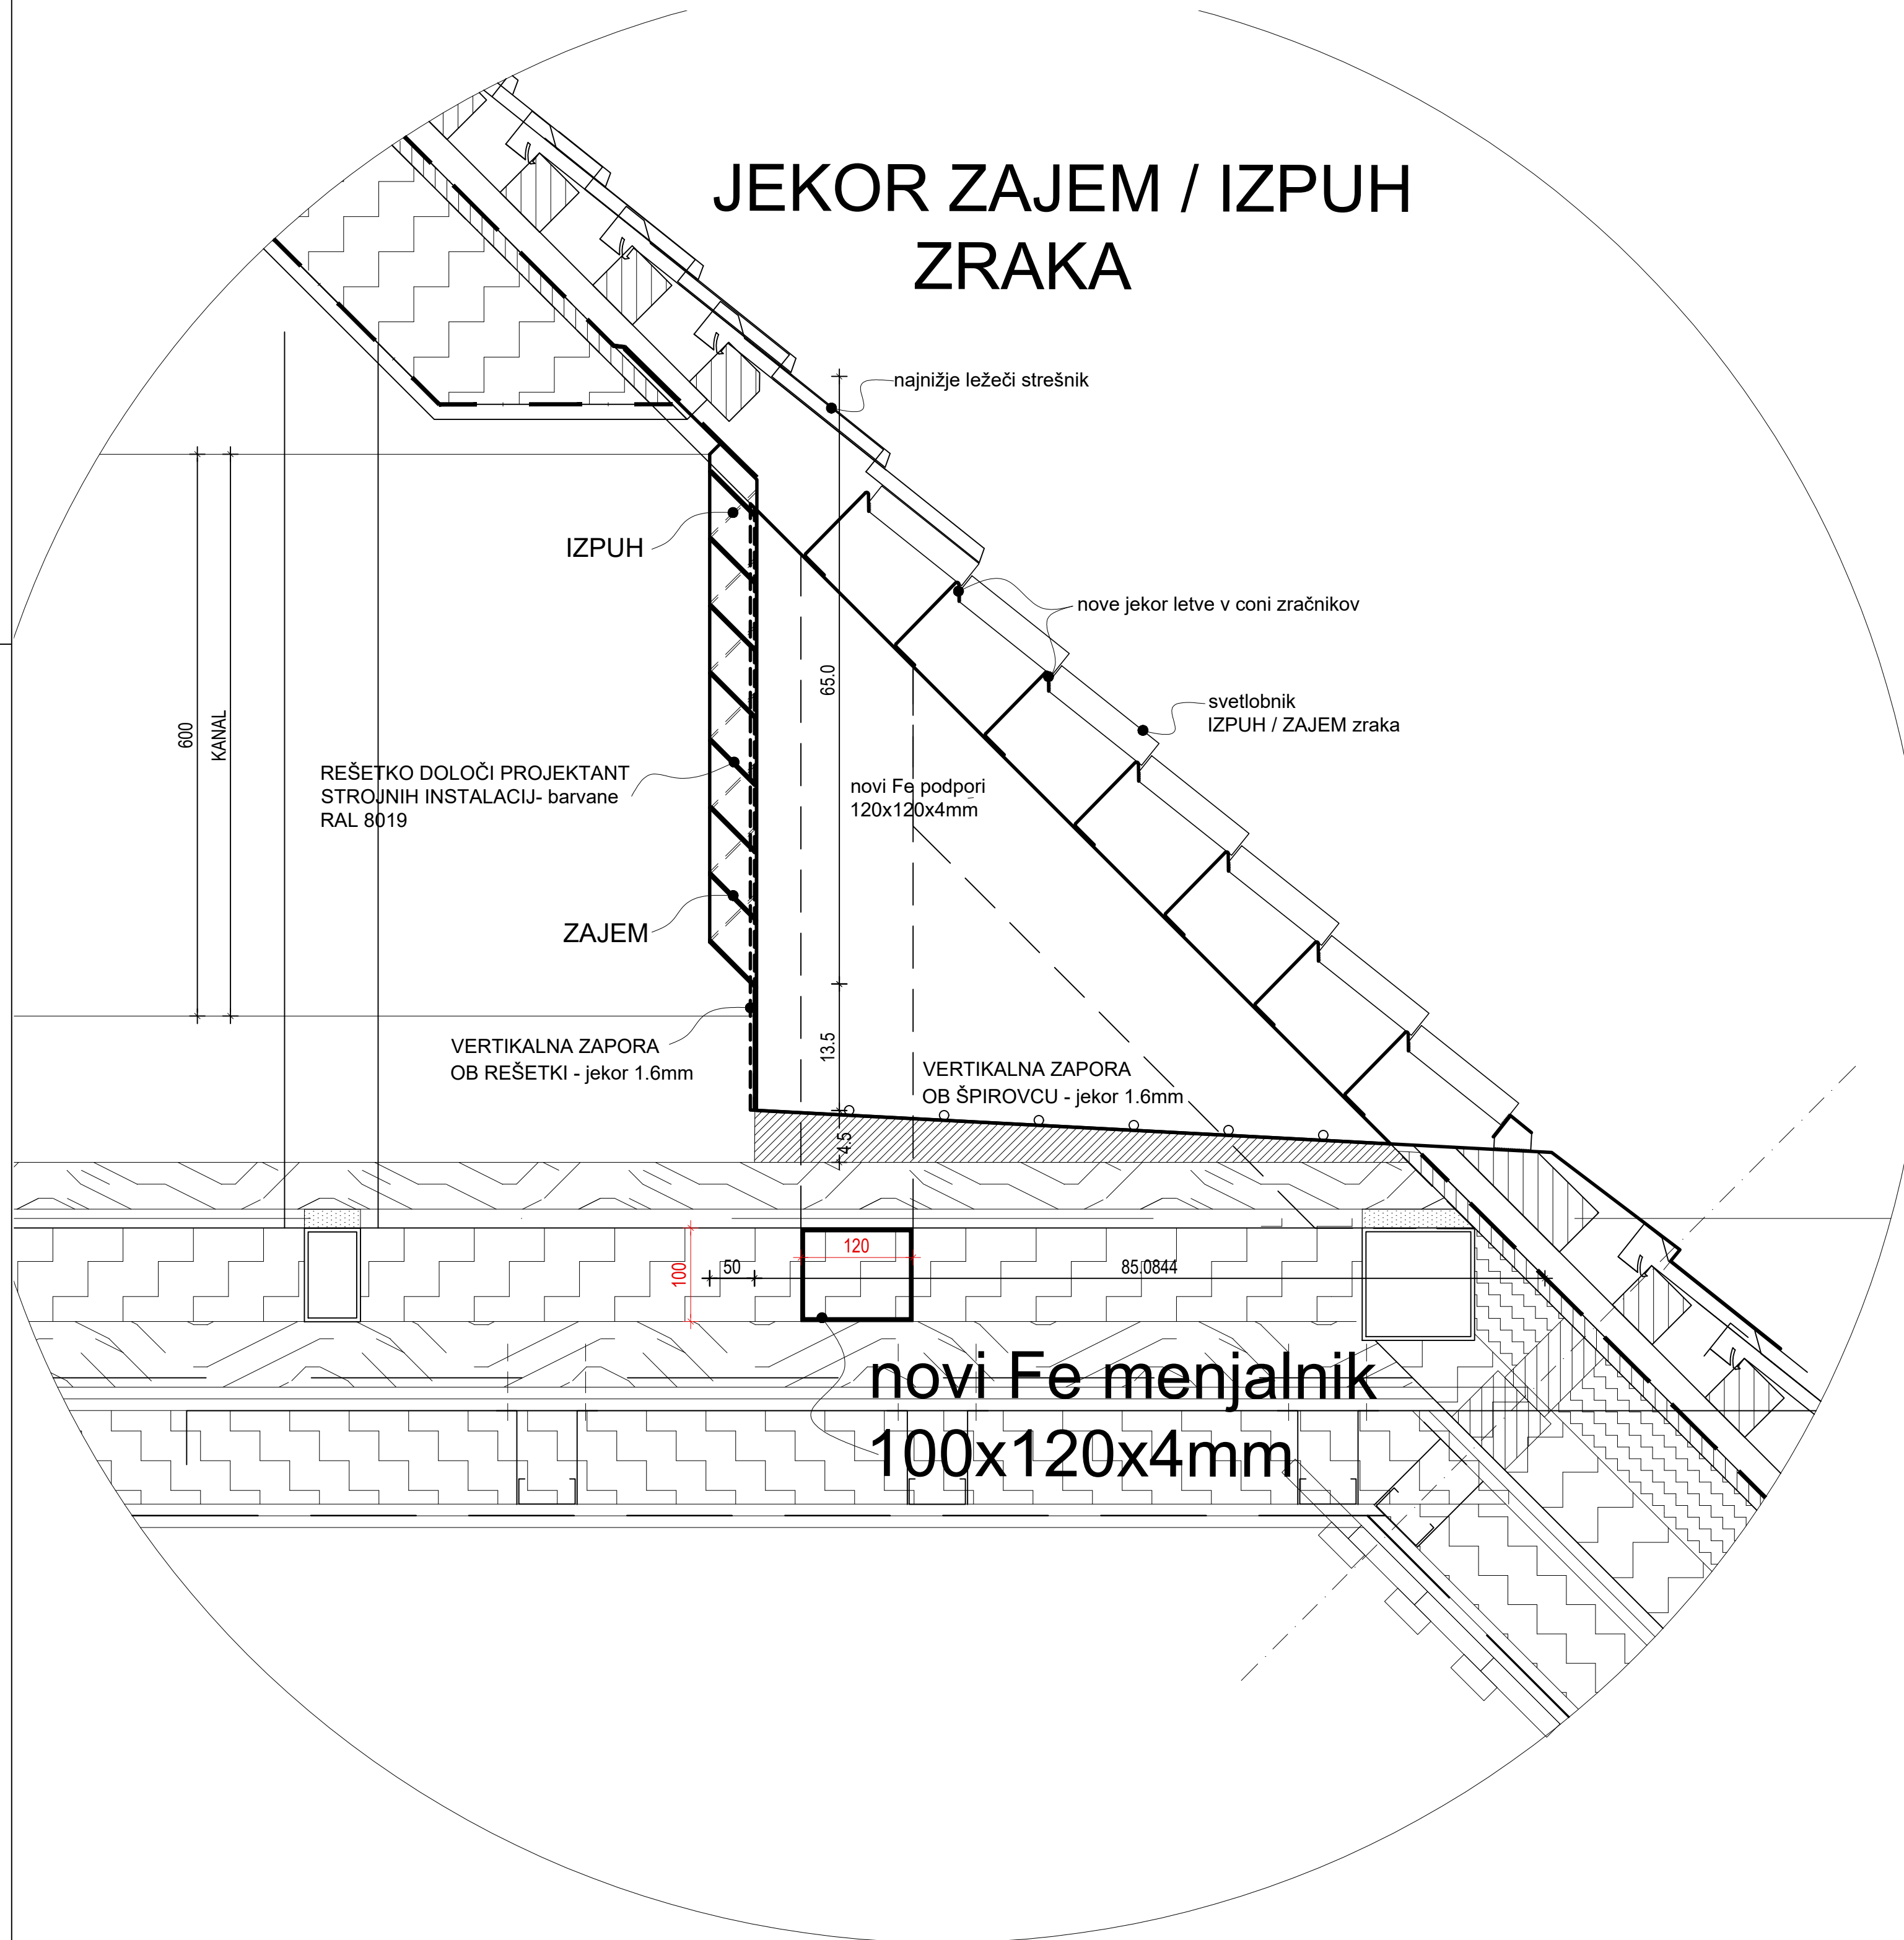 JEKOR ZAJEM / IZPUH
ZRAKA
najnižje ležeči strešnik
IZPUH
nove jekor letve v coni zračnikov
65.0
svetlobnik
IZPUH / ZAJEM zraka
600
KANAL
REŠETKO DOLOČI PROJEKTANT
STROJNIH INSTALACIJ- barvane
RAL 8019
novi Fe podpori
120x120x4mm
ZAJEM
13.5
VERTIKALNA ZAPORA
OB REŠETKI - jekor 1.6mm
VERTIKALNA ZAPORA
OB ŠPIROVCU - jekor 1.6mm
4.5
120
100
50
85.0844
novi Fe menjalnik
100x120x4mm